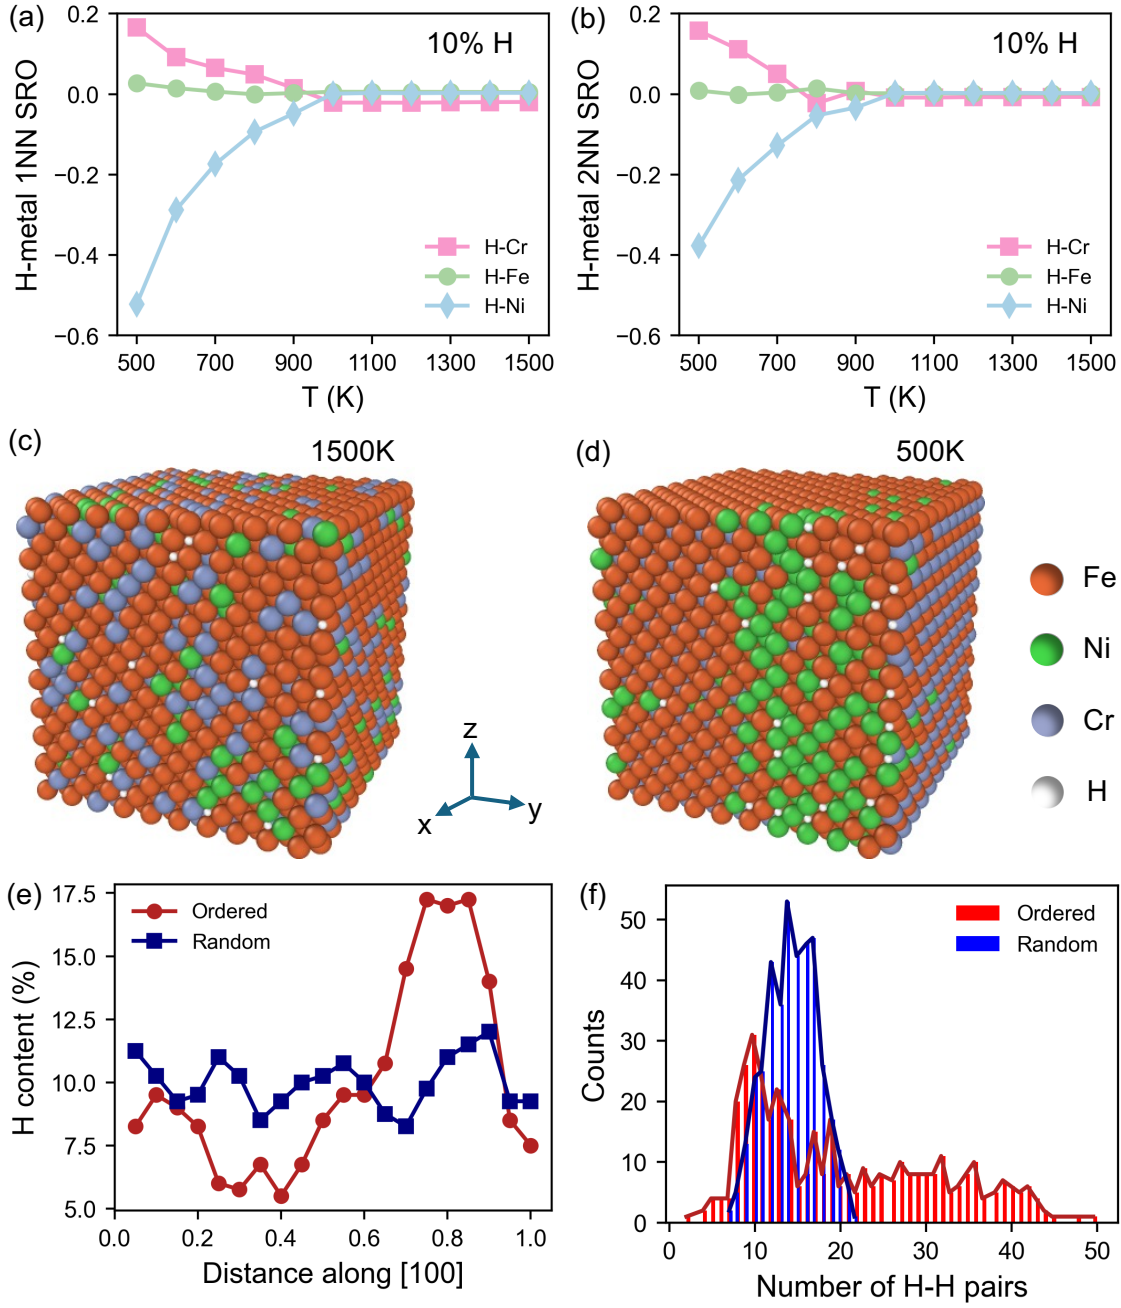 (a)
0.2
0.0
−0.2
−0.4
−0.6
H-metal 1NN SRO
10% H
H-Cr
H-Fe
H-Ni
500 700 900 1100 1300 1500
T (K)
(b)
0.2
0.0
−0.2
−0.4
−0.6
H-metal 2NN SRO
10% H
H-Cr
H-Fe
H-Ni
500 700 900 1100 1300 1500
T (K)
(c)
1500K
z
x
y
(d)
500K
Fe
Ni
Cr
H
(e)
17.5
15.0
12.5
10.0
7.5
5.0
H content (%)
Ordered
Random
0.0 0.2 0.4 0.6 0.8 1.0
Distance along [100]
(f)
50
40
30
20
10
0
Counts
Ordered
Random
0 10 20 30 40 50
Number of H-H pairs